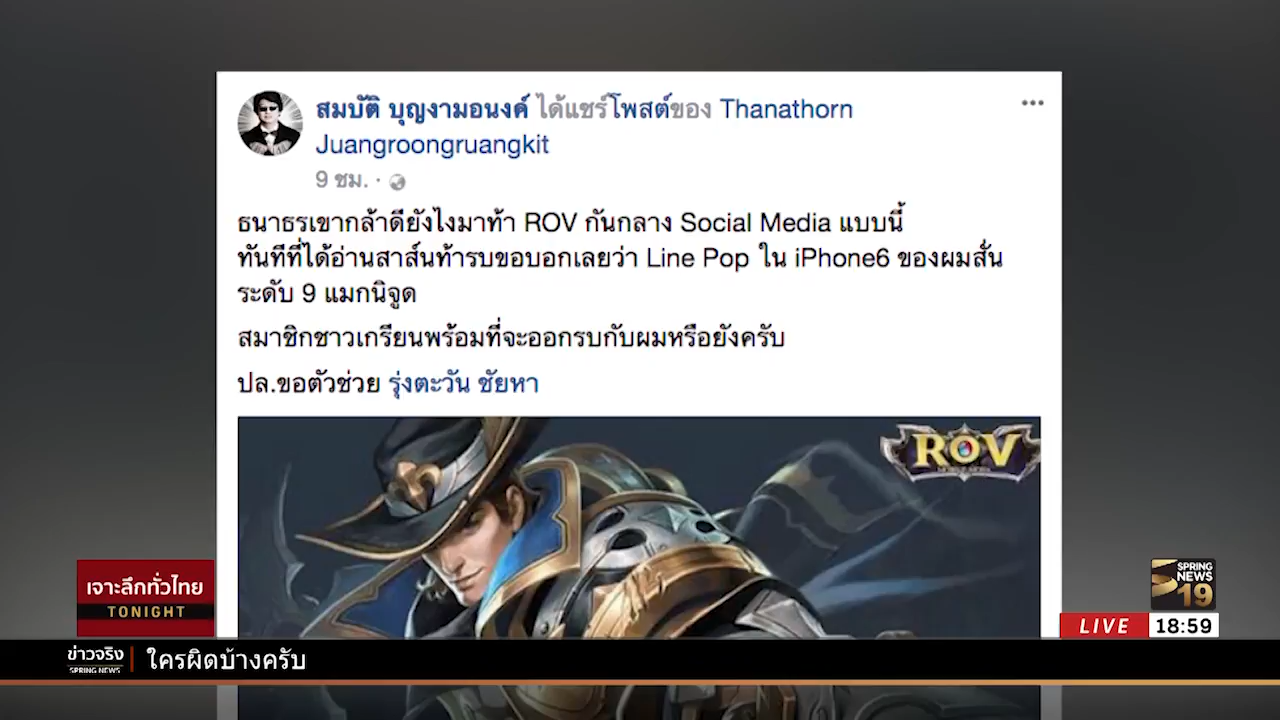 สมบัติ บุญงามอนงค์ ได้แชร์โพสต์ของ Thanathorn
Juangroongruangkit
9 ชม. ·
ธนาธรเขากล้าดียังไงมาท้า ROV กันกลาง Social Media แบบนี้
ทันทีที่ได้อ่านสาส์นท้ารบขอบอกเลยว่า Line Pop ใน iPhone6 ของผมสั่น
ระดับ 9 แมกนิจูด
สมาชิกชาวเกรียนพร้อมที่จะออกรบกับผมหรือยังครับ
ปล.ขอตัวช่วย รุ่งตะวัน ชัยหา
ROV
เจาะลึกทั่วไทย
TONIGHT
SPRING
NEWS
19
LIVE 18:59
ข่าวจริง
SPRING NEWS
ใครผิดบ้างครับ